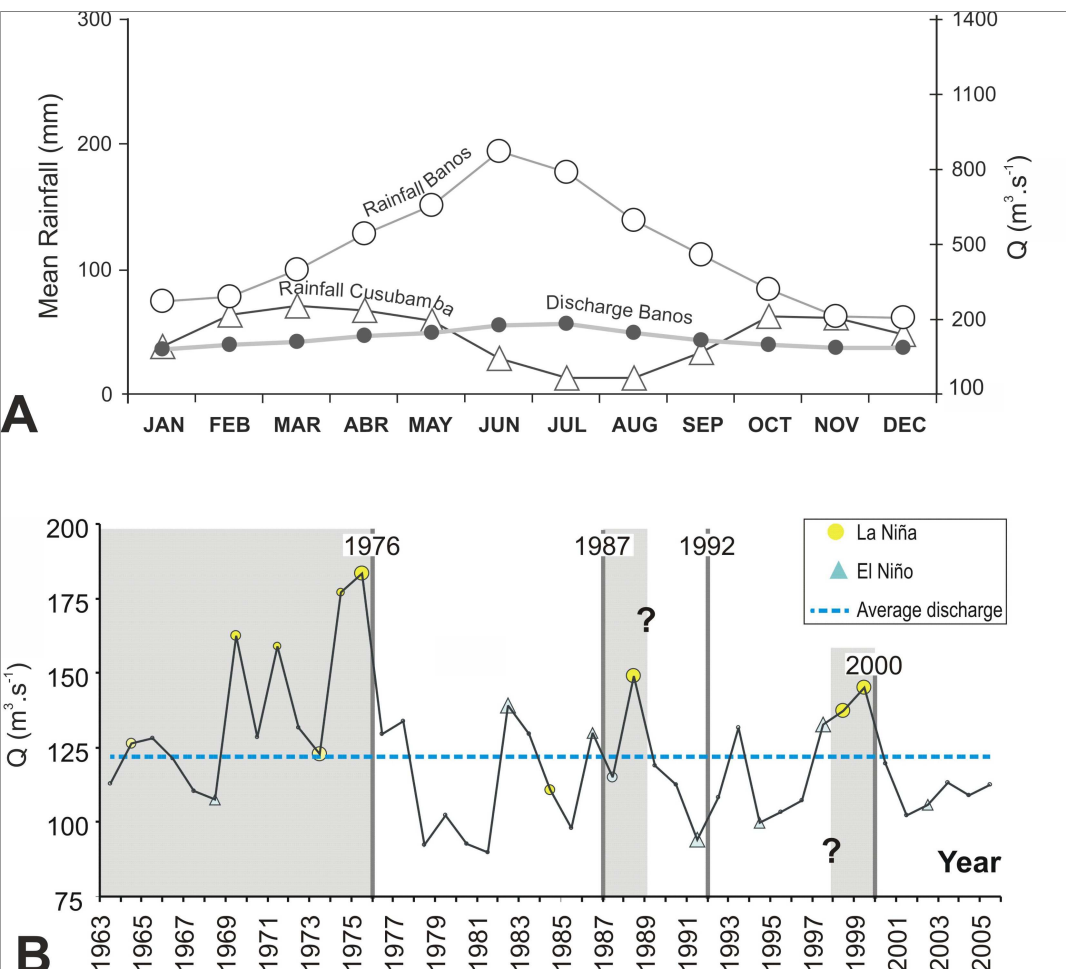 300
200
100
0
Mean Rainfall (mm)
1400
1100
800
500
200
100
Q (m³.s⁻¹)
Rainfall Banos
Rainfall Cusubamba
Discharge Banos
JAN FEB MAR ABR MAY JUN JUL AUG SEP OCT NOV DEC
A
200
175
150
125
100
75
Q (m³.s⁻¹)
1976
1987
1992
2000
?
?
La Niña
El Niño
Average discharge
Year
1963 1965 1967 1969 1971 1973 1975 1977 1979 1981 1983 1985 1987 1989 1991 1993 1995 1997 1999 2001 2003 2005
B